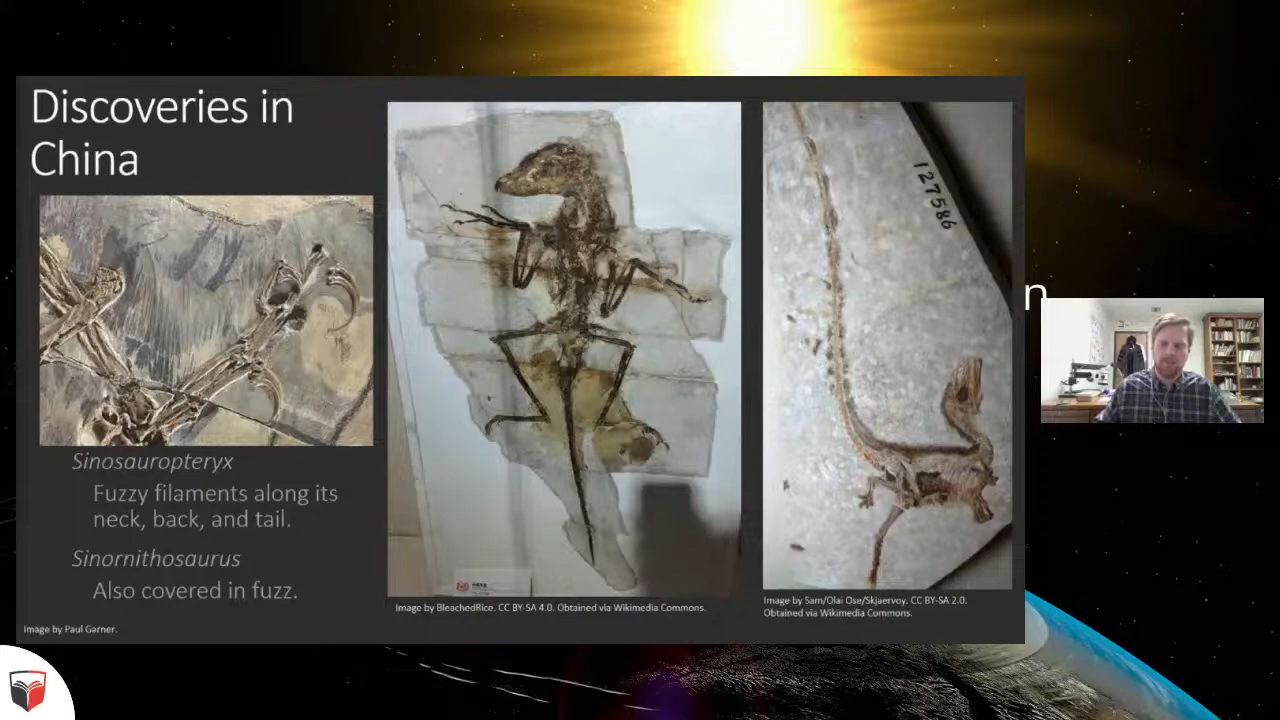 Discoveries in
China
127586
n
Sinosauropteryx
Fuzzy filaments along its
neck, back, and tail.
Sinornithosaurus
Also covered in fuzz.
Image by Paul Garner.
Image by BleachedRice. CC BY-SA 4.0. Obtained via Wikimedia Commons.
Image by Sam/Olai Ose/Skjaervoy. CC BY-SA 2.0.
Obtained via Wikimedia Commons.